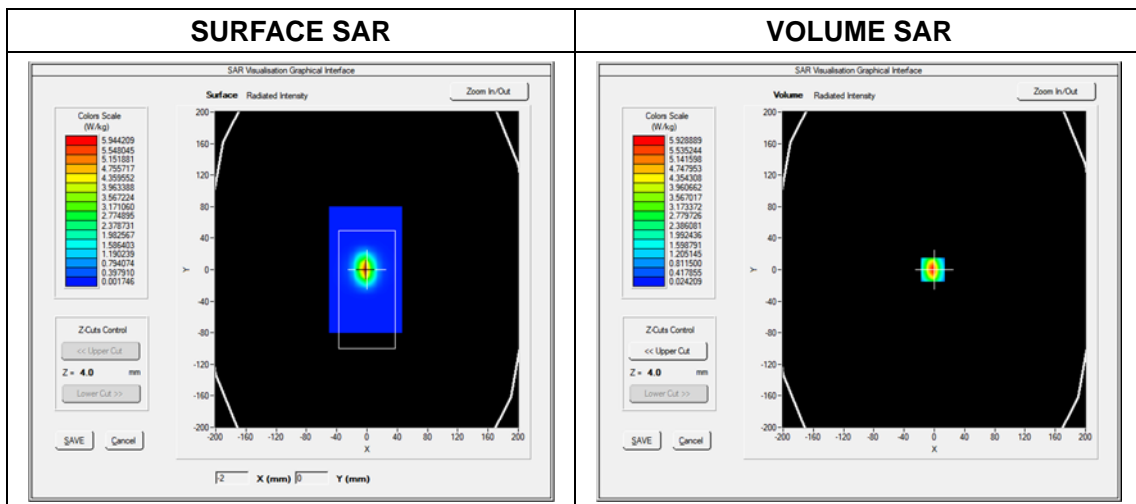 SURFACE SAR
VOLUME SAR
SAR Visualisation Graphical Interface
Surface Radiated Intensity
Zoom In/Out
Colors Scale
(W/kg)
5.944209
5.548045
5.151881
4.755717
4.359552
3.963388
3.567224
3.171060
2.774895
2.378731
1.982567
1.586403
1.190239
0.794074
0.397910
0.001746
Z-Cuts Control
<< Upper Cut
Z = 4.0 mm
Lower Cut >>
SAVE Cancel
200
160
120
80
40
0
-40
-80
-120
-160
-200
Y
-200 -160 -120 -80 -40 0 40 80 120 160 200
X
-2 X (mm) 0 Y (mm)
SAR Visualisation Graphical Interface
Volume Radiated Intensity
Zoom In/Out
Colors Scale
(W/kg)
5.928889
5.535244
5.141598
4.747953
4.354308
3.960662
3.567017
3.173372
2.779726
2.386081
1.992436
1.598791
1.205145
0.811500
0.417855
0.024209
Z-Cuts Control
<< Upper Cut
Z = 4.0 mm
Lower Cut >>
SAVE Cancel
200
160
120
80
40
0
-40
-80
-120
-160
-200
Y
-200 -160 -120 -80 -40 0 40 80 120 160 200
X